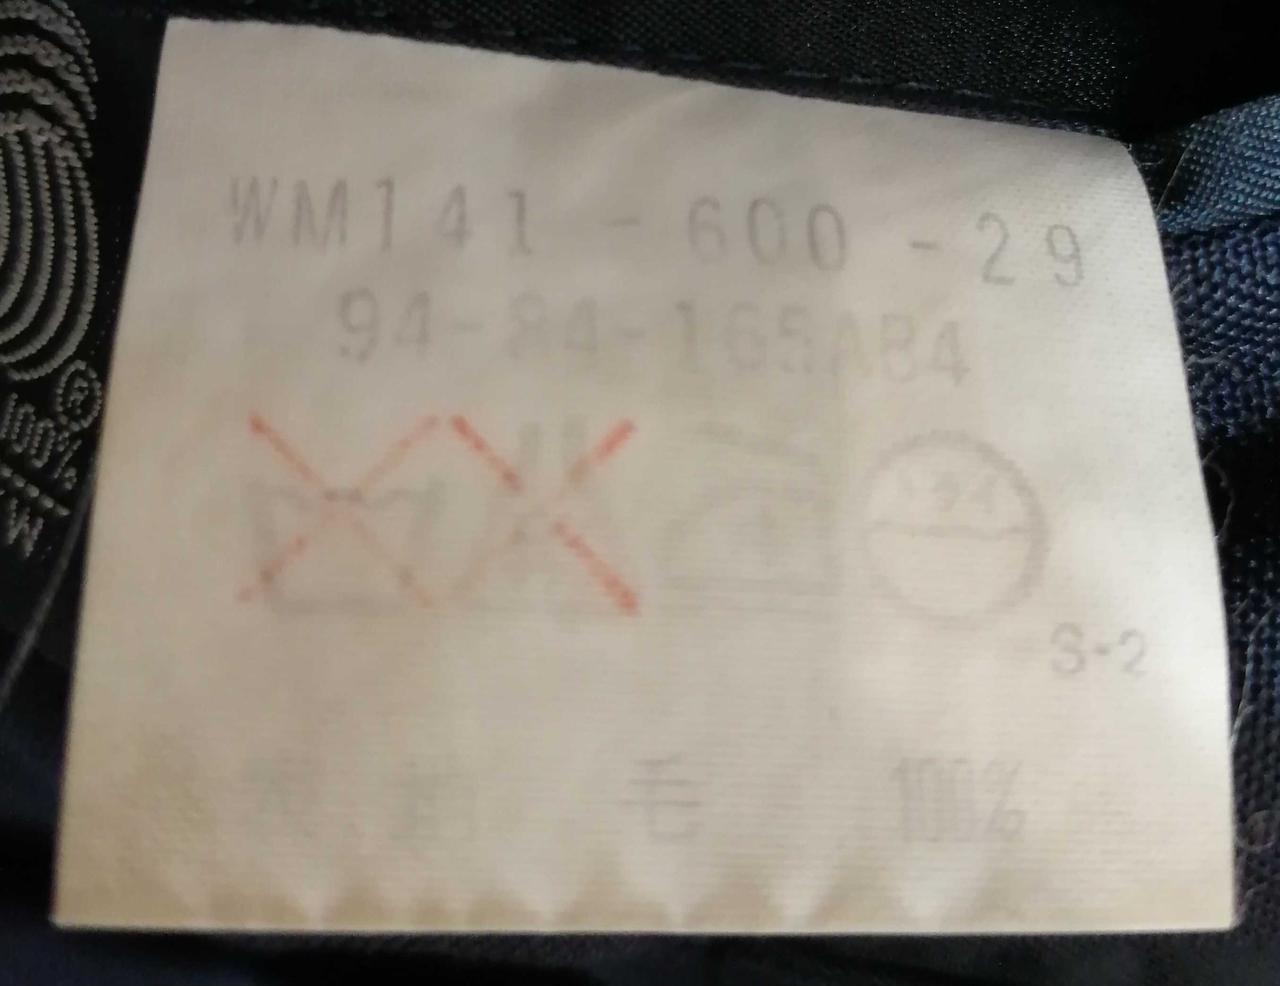 WM141 - 600 - 29
94-84-165AB4
S-2
毛 100%